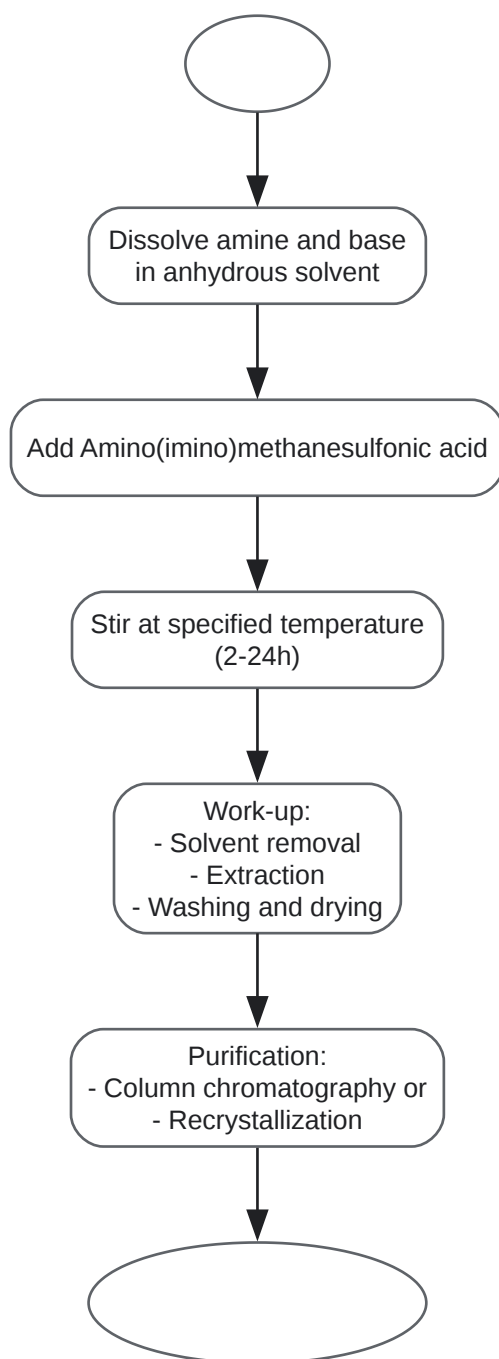 Dissolve amine and base
in anhydrous solvent
Add Amino(imino)methanesulfonic acid
Stir at specified temperature
(2-24h)
Work-up:
- Solvent removal
- Extraction
- Washing and drying
Purification:
- Column chromatography or
- Recrystallization